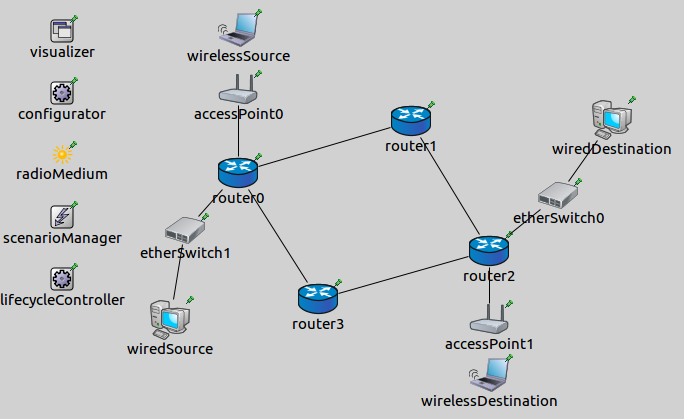 visualizer
wirelessSource
configurator
accessPoint0
router1
wiredDestination
radioMedium
router0
etherSwitch0
scenarioManager
etherSwitch1
router2
lifecycleController
router3
wiredSource
accessPoint1
wirelessDestination